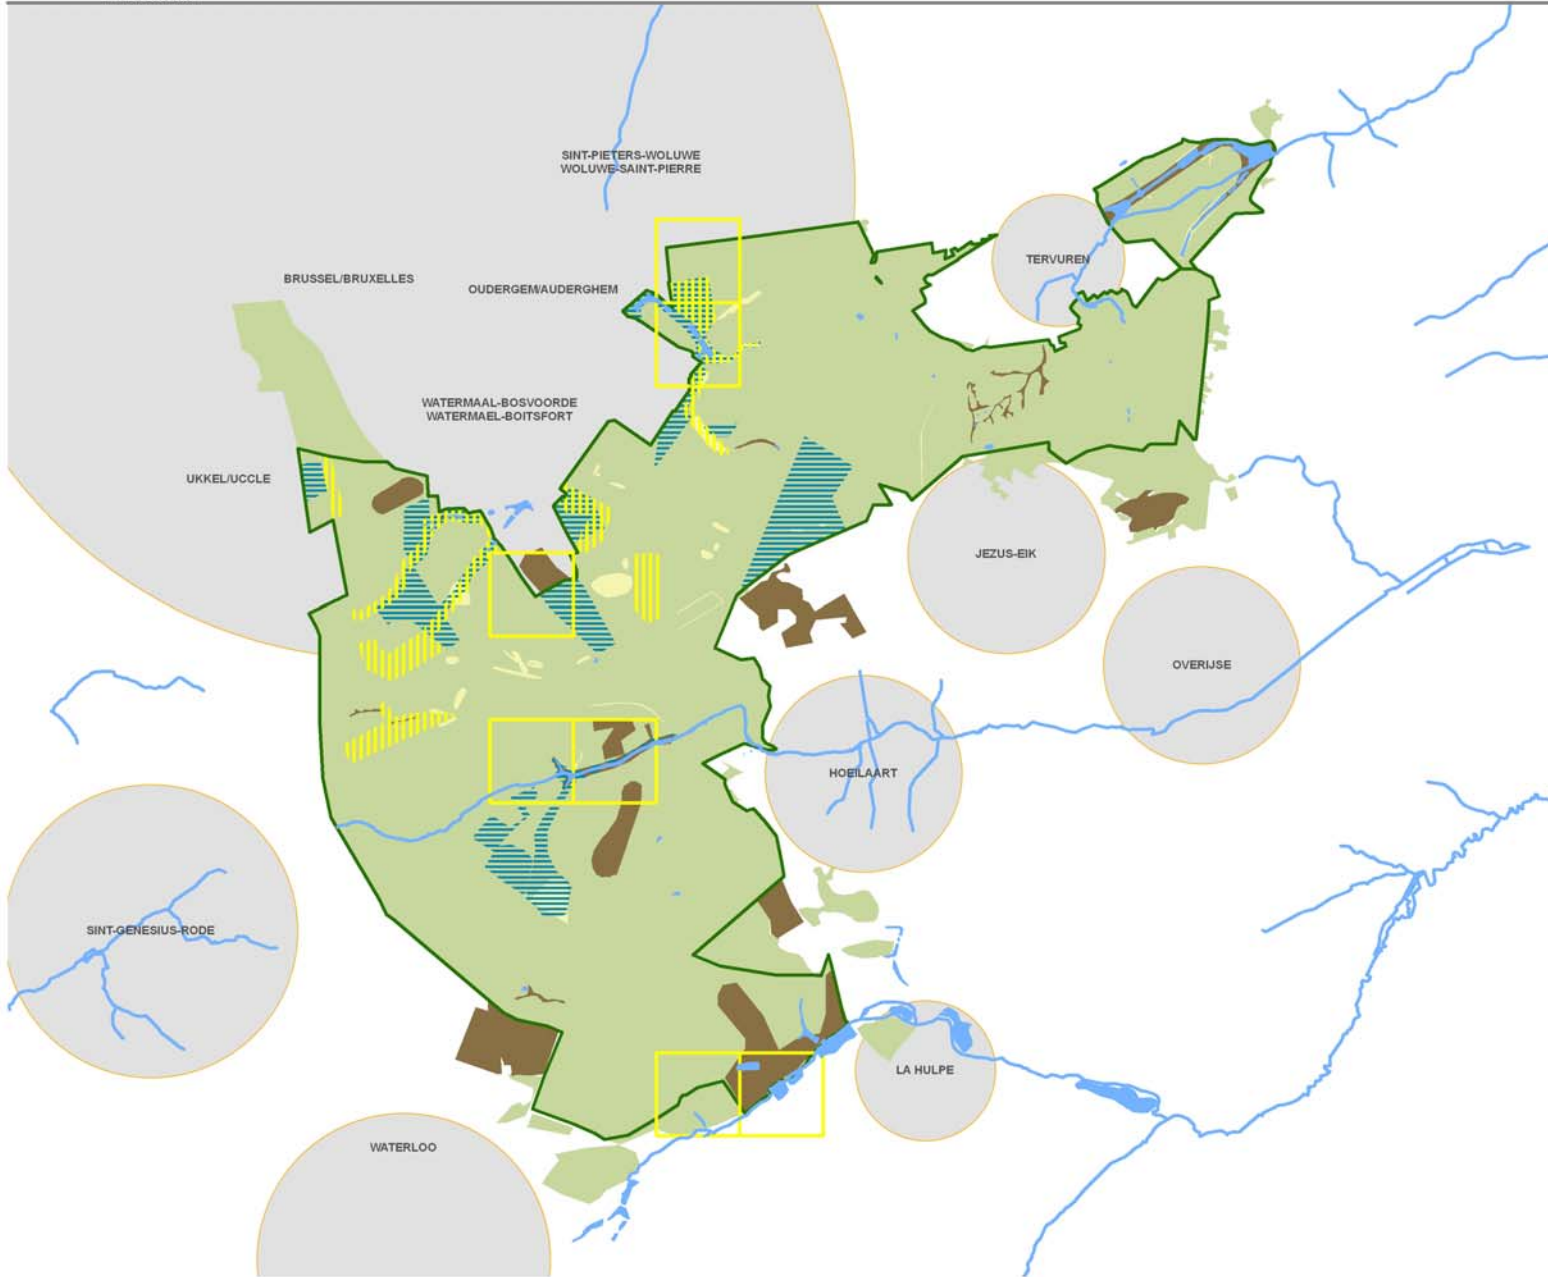 SINT-PIETERS-WOLUWE
WOLUWE-SAINT-PIERRE
TERVUREN
BRUSSEL/BRUXELLES
OUDERGEM/AUDERGHEM
WATERMAAL-BOSVOORDE
WATERMAEL-BOITSFORT
UKKEL/UCCLE
JEZUS-EIK
OVERIJSE
HOEILAART
SINT-GENESIUS-RODE
LA HULPE
WATERLOO